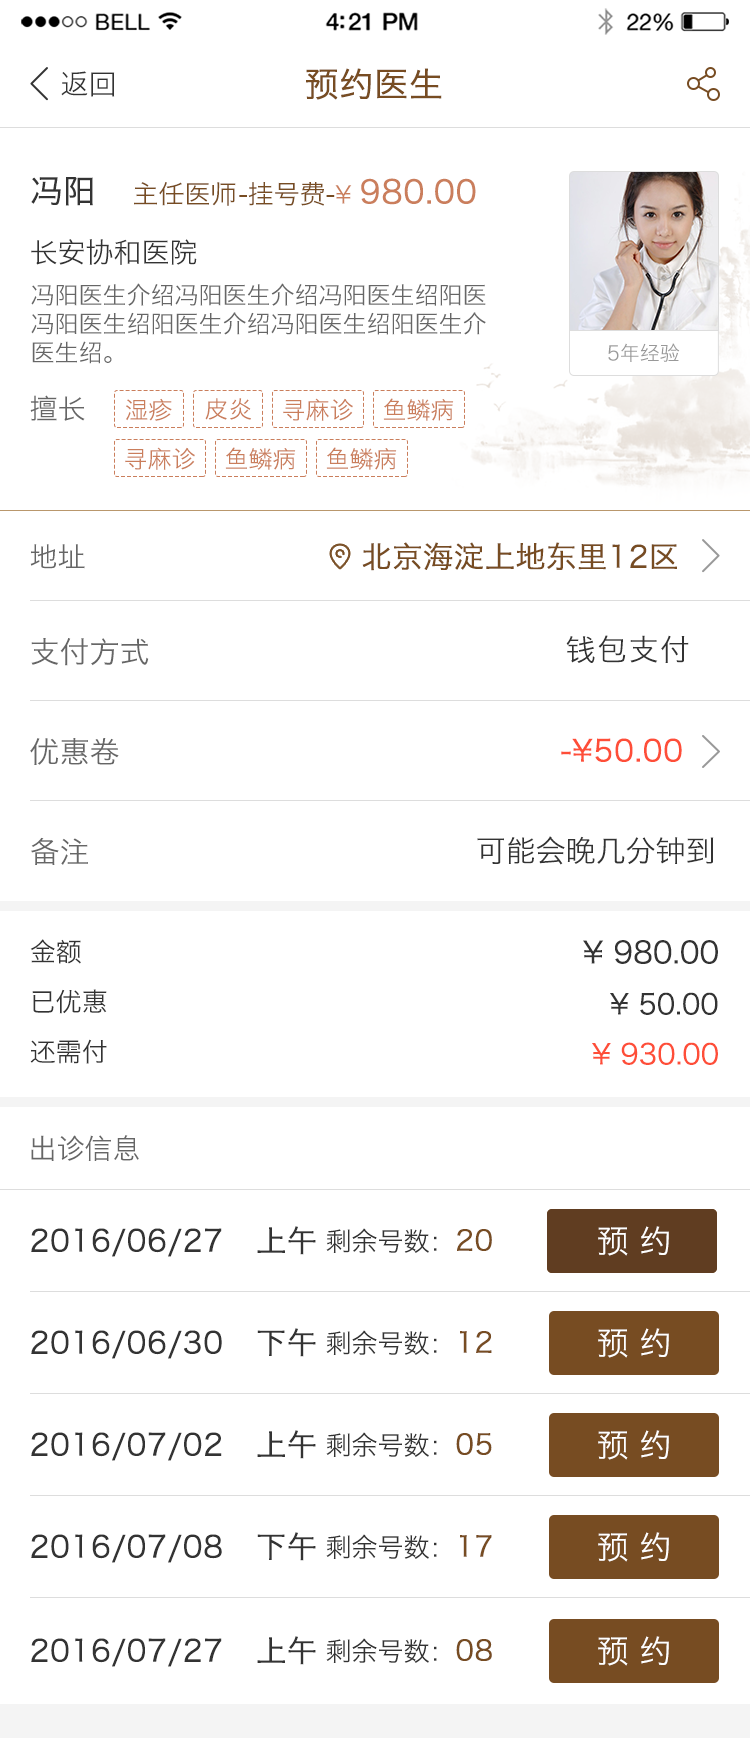 BELL 4:21 PM 22%
返回 预约医生
冯阳 主任医师-挂号费-¥ 980.00
长安协和医院
冯阳医生介绍冯阳医生介绍冯阳医生绍阳医
冯阳医生绍阳医生介绍冯阳医生绍阳医生介
医生绍。
5年经验
擅长 湿疹 皮炎 寻麻诊 鱼鳞病
寻麻诊 鱼鳞病 鱼鳞病
地址 北京海淀上地东里12区
支付方式 钱包支付
优惠卷 -¥50.00
备注 可能会晚几分钟到
金额 ¥ 980.00
已优惠 ¥ 50.00
还需付 ¥ 930.00
出诊信息
2016/06/27 上午 剩余号数: 20 预 约
2016/06/30 下午 剩余号数: 12 预 约
2016/07/02 上午 剩余号数: 05 预 约
2016/07/08 下午 剩余号数: 17 预 约
2016/07/27 上午 剩余号数: 08 预 约